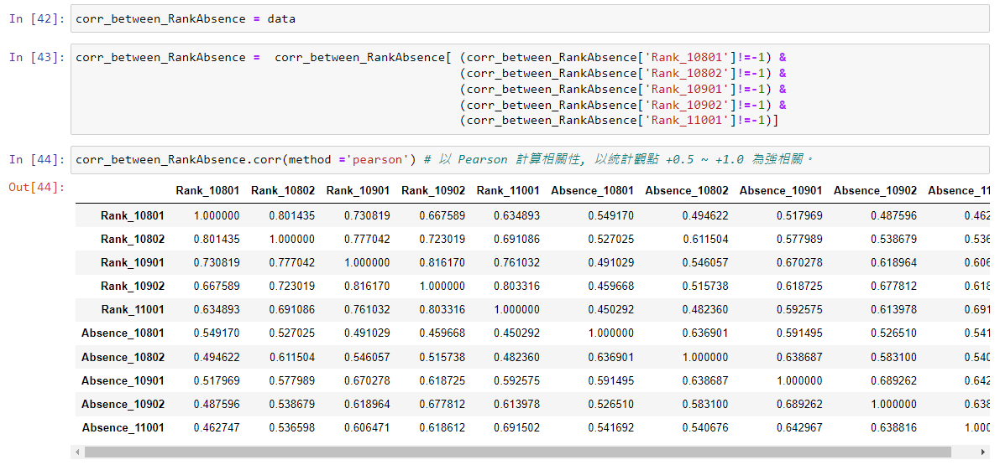 In [42]: corr_between_RankAbsence = data
In [43]: corr_between_RankAbsence =  corr_between_RankAbsence[ (corr_between_RankAbsence['Rank_10801']!=-1) &
(corr_between_RankAbsence['Rank_10802']!=-1) &
(corr_between_RankAbsence['Rank_10901']!=-1) &
(corr_between_RankAbsence['Rank_10902']!=-1) &
(corr_between_RankAbsence['Rank_11001']!=-1)]
In [44]: corr_between_RankAbsence.corr(method ='pearson') # 以 Pearson 計算相關性, 以統計觀點 +0.5 ~ +1.0 為強相關。
Out[44]:
Rank_10801 Rank_10802 Rank_10901 Rank_10902 Rank_11001 Absence_10801 Absence_10802 Absence_10901 Absence_10902 Absence_11
Rank_10801 1.000000 0.801435 0.730819 0.667589 0.634893 0.549170 0.494622 0.517969 0.487596 0.462
Rank_10802 0.801435 1.000000 0.777042 0.723019 0.691086 0.527025 0.611504 0.577989 0.538679 0.536
Rank_10901 0.730819 0.777042 1.000000 0.816170 0.761032 0.491029 0.546057 0.670278 0.618964 0.606
Rank_10902 0.667589 0.723019 0.816170 1.000000 0.803316 0.459668 0.515738 0.618725 0.677812 0.618
Rank_11001 0.634893 0.691086 0.761032 0.803316 1.000000 0.450292 0.482360 0.592575 0.613978 0.691
Absence_10801 0.549170 0.527025 0.491029 0.459668 0.450292 1.000000 0.636901 0.591495 0.526510 0.541
Absence_10802 0.494622 0.611504 0.546057 0.515738 0.482360 0.636901 1.000000 0.638687 0.583100 0.540
Absence_10901 0.517969 0.577989 0.670278 0.618725 0.592575 0.591495 0.638687 1.000000 0.689262 0.642
Absence_10902 0.487596 0.538679 0.618964 0.677812 0.613978 0.526510 0.583100 0.689262 1.000000 0.638
Absence_11001 0.462747 0.536598 0.606471 0.618612 0.691502 0.541692 0.540676 0.642967 0.638816 1.000